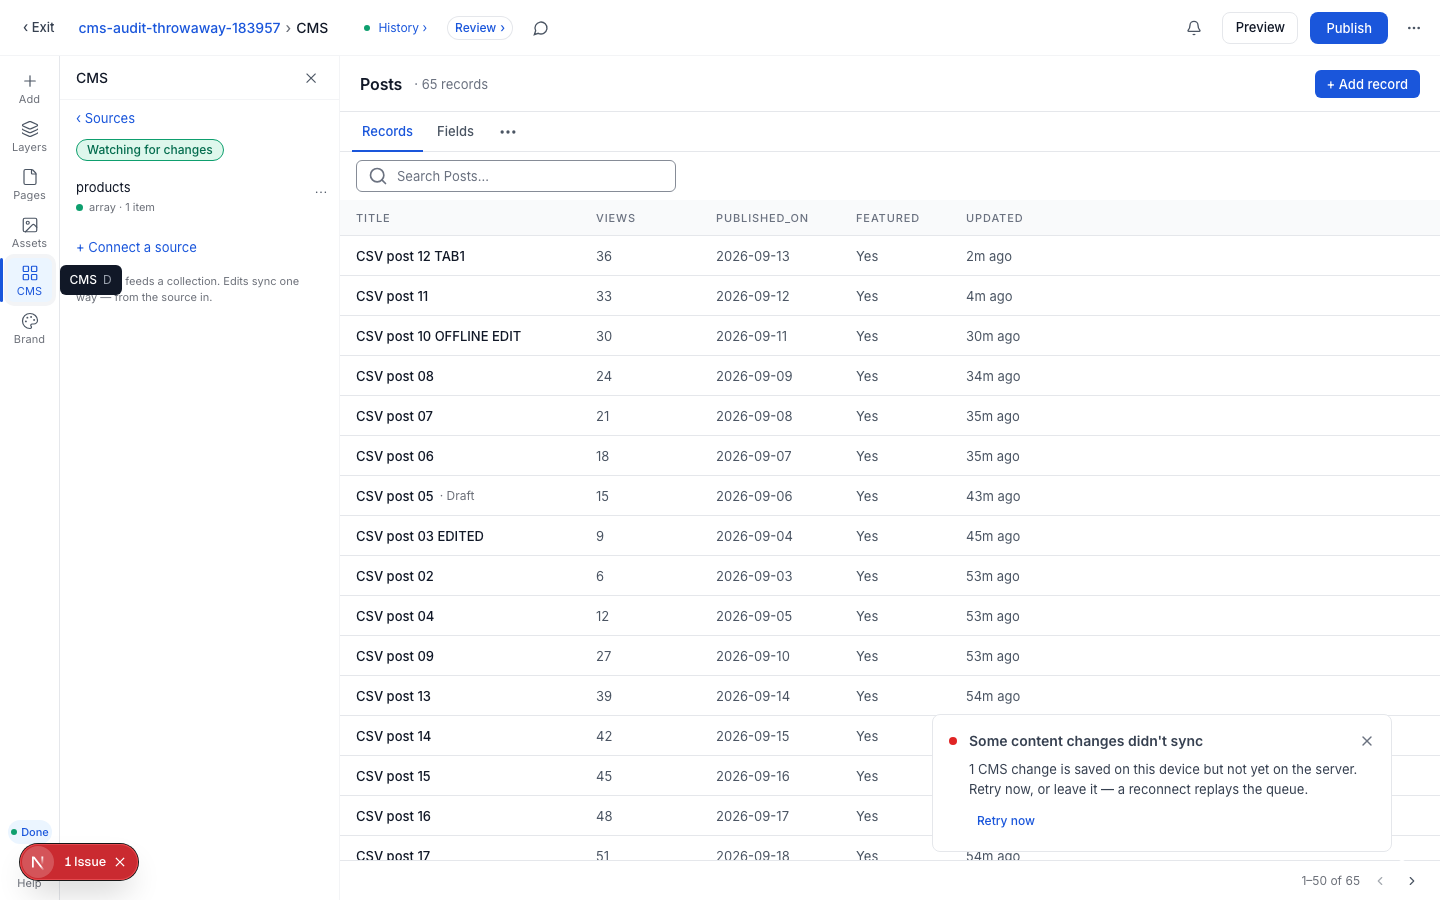 ‹ Exit
cms-audit-throwaway-183957 › CMS
History ›
Review ›
Preview
Publish
Add
Layers
Pages
Assets
CMS
Brand
Done
1 Issue
Help
CMS
‹ Sources
Watching for changes
products
array · 1 item
+ Connect a source
CMS D
feeds a collection. Edits sync one
way — from the source in.
Posts · 65 records
+ Add record
Records Fields
Search Posts...
TITLE VIEWS PUBLISHED_ON FEATURED UPDATED
CSV post 12 TAB1 36 2026-09-13 Yes 2m ago
CSV post 11 33 2026-09-12 Yes 4m ago
CSV post 10 OFFLINE EDIT 30 2026-09-11 Yes 30m ago
CSV post 08 24 2026-09-09 Yes 34m ago
CSV post 07 21 2026-09-08 Yes 35m ago
CSV post 06 18 2026-09-07 Yes 35m ago
CSV post 05 · Draft 15 2026-09-06 Yes 43m ago
CSV post 03 EDITED 9 2026-09-04 Yes 45m ago
CSV post 02 6 2026-09-03 Yes 53m ago
CSV post 04 12 2026-09-05 Yes 53m ago
CSV post 09 27 2026-09-10 Yes 53m ago
CSV post 13 39 2026-09-14 Yes 54m ago
CSV post 14 42 2026-09-15 Yes
CSV post 15 45 2026-09-16 Yes
CSV post 16 48 2026-09-17 Yes
CSV post 17 51 2026-09-18 Yes 54m ago
Some content changes didn't sync
1 CMS change is saved on this device but not yet on the server.
Retry now, or leave it — a reconnect replays the queue.
Retry now
1–50 of 65